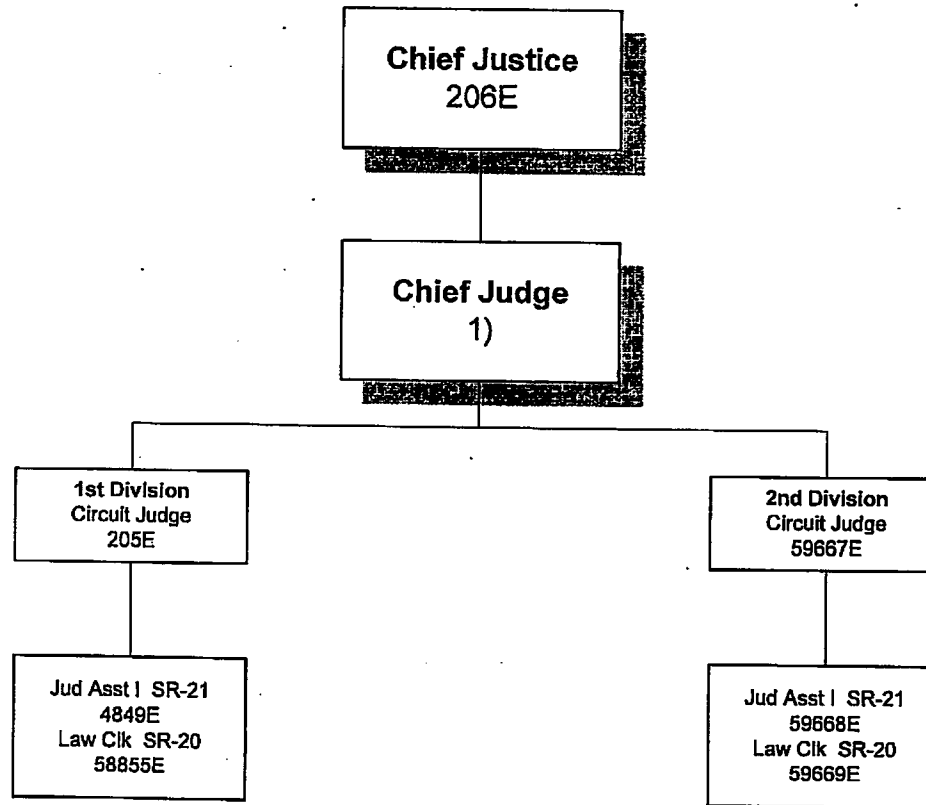 Chief Justice
206E
Chief Judge
1)
1st Division
Circuit Judge
205E
2nd Division
Circuit Judge
59667E
Jud Asst I SR-21
4849E
Law Clk SR-20
58855E
Jud Asst I SR-21
59668E
Law Clk SR-20
59669E